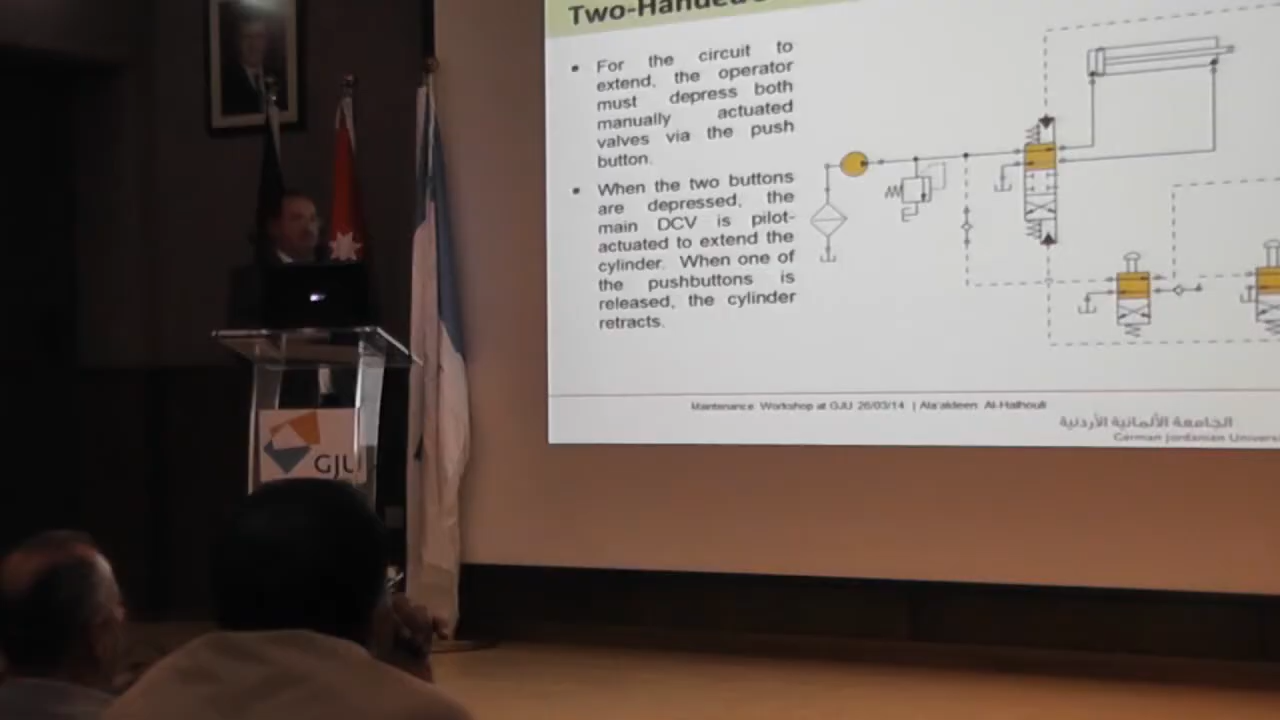 Two-Handed
For the circuit to
extend, the operator
must depress both
manually actuated
valves via the push
button.
When the two buttons
are depressed, the
main DCV is pilot-
actuated to extend the
cylinder. When one of
the pushbuttons is
released, the cylinder
retracts.
Maintenance Workshop at GJU 26/03/14 | Ala'aldeen Al-Halhouli
الجامعة الألمانية الأردنية
German Jordanian Univers
GJU